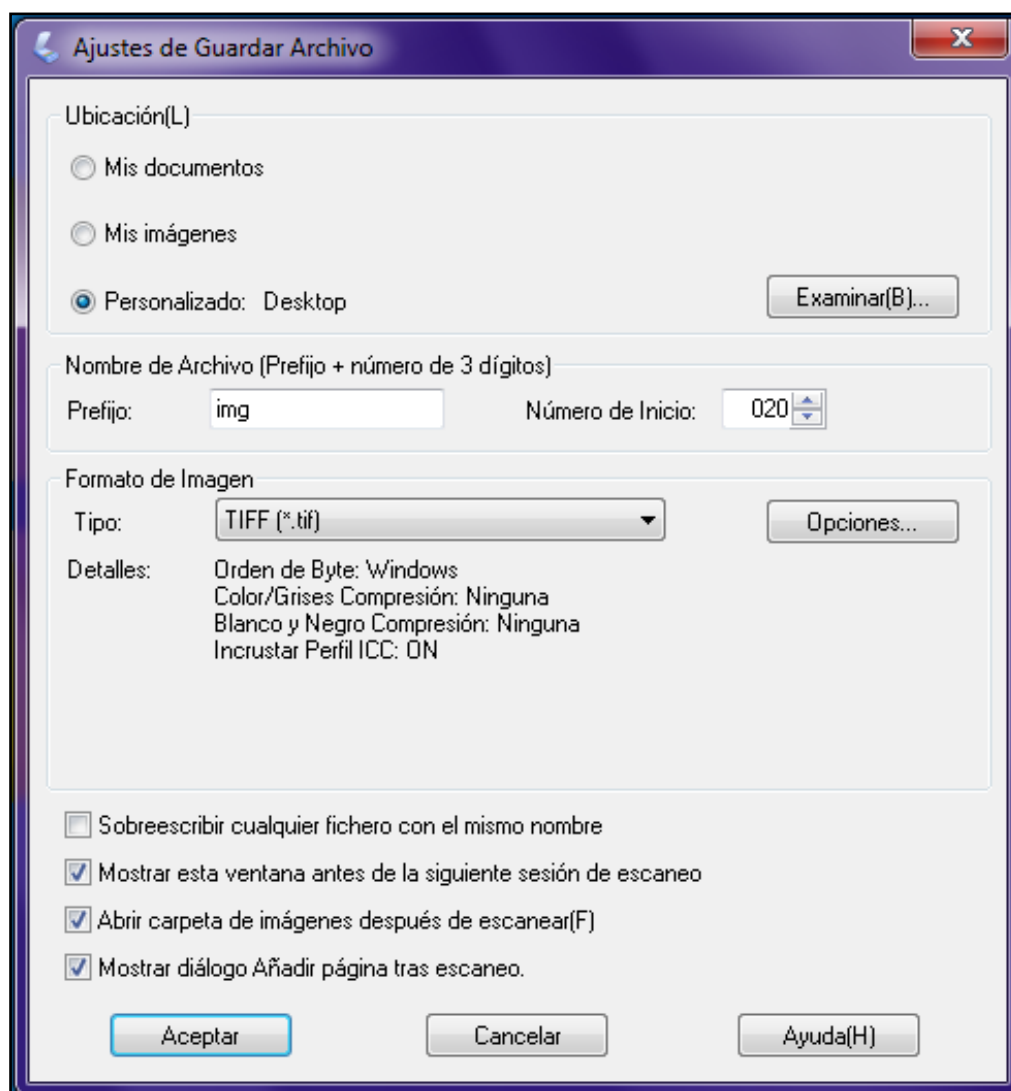 Ajustes de Guardar Archivo
Ubicación(L)
Mis documentos
Mis imágenes
Personalizado: Desktop Examinar(B)...
Nombre de Archivo (Prefijo + número de 3 dígitos)
Prefijo: img Número de Inicio: 020
Formato de Imagen
Tipo: TIFF (*.tif) Opciones...
Detalles: Orden de Byte: Windows
Color/Grises Compresión: Ninguna
Blanco y Negro Compresión: Ninguna
Incrustar Perfil ICC: ON
Sobreescribir cualquier fichero con el mismo nombre
Mostrar esta ventana antes de la siguiente sesión de escaneo
Abrir carpeta de imágenes después de escanear(F)
Mostrar diálogo Añadir página tras escaneo.
Aceptar Cancelar Ayuda(H)